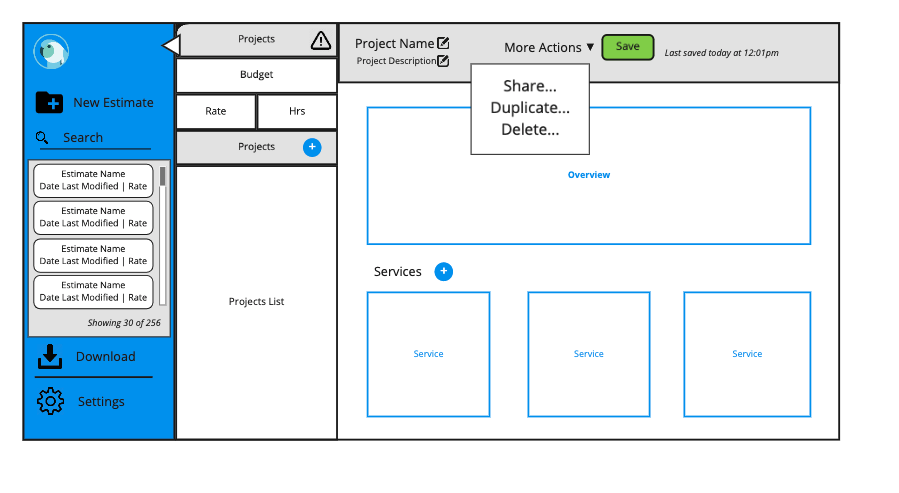 New Estimate
Search
Estimate Name
Date Last Modified | Rate
Estimate Name
Date Last Modified | Rate
Estimate Name
Date Last Modified | Rate
Estimate Name
Date Last Modified | Rate
Showing 30 of 256
Download
Settings
Projects
Budget
Rate
Hrs
Projects
Projects List
Project Name
Project Description
More Actions ▼
Save
Last saved today at 12:01pm
Share...
Duplicate...
Delete...
Overview
Services
Service
Service
Service